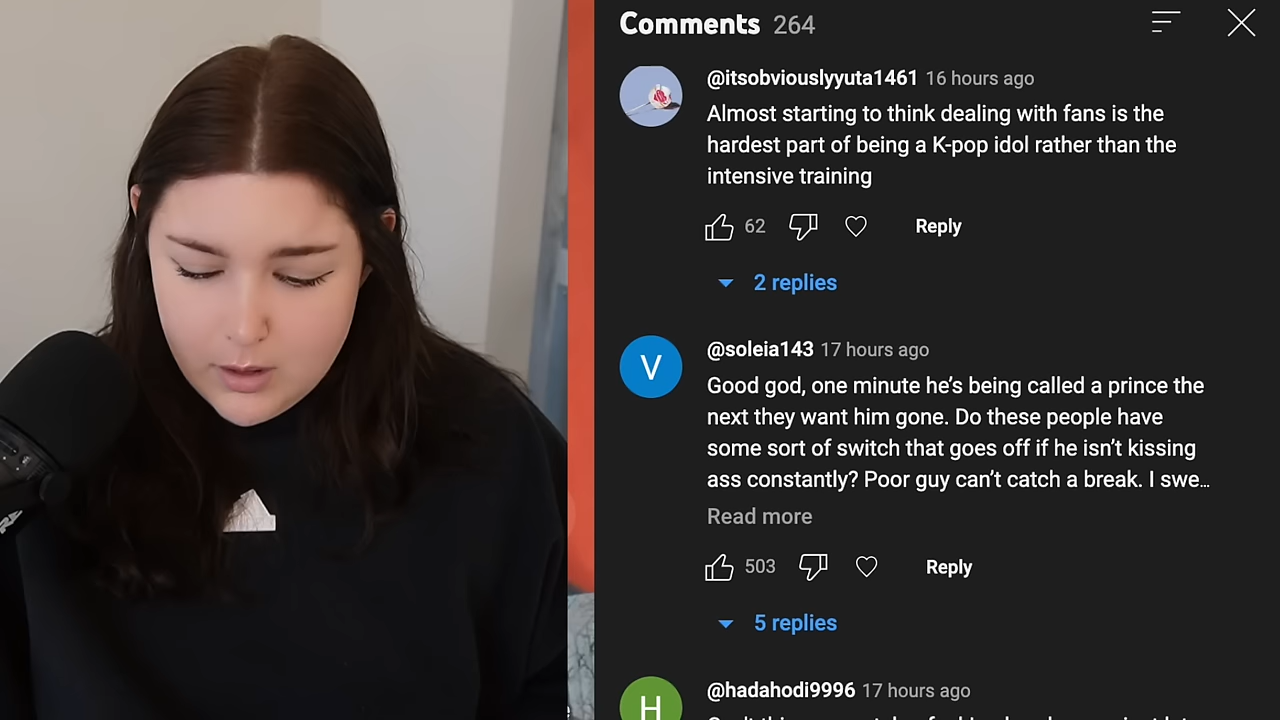 Comments 264
@itsobviouslyyuta1461 16 hours ago
Almost starting to think dealing with fans is the
hardest part of being a K-pop idol rather than the
intensive training
62 Reply
2 replies
V
@soleia143 17 hours ago
Good god, one minute he’s being called a prince the
next they want him gone. Do these people have
some sort of switch that goes off if he isn’t kissing
ass constantly? Poor guy can’t catch a break. I swe…
Read more
503 Reply
5 replies
H
@hadahodi9996 17 hours ago